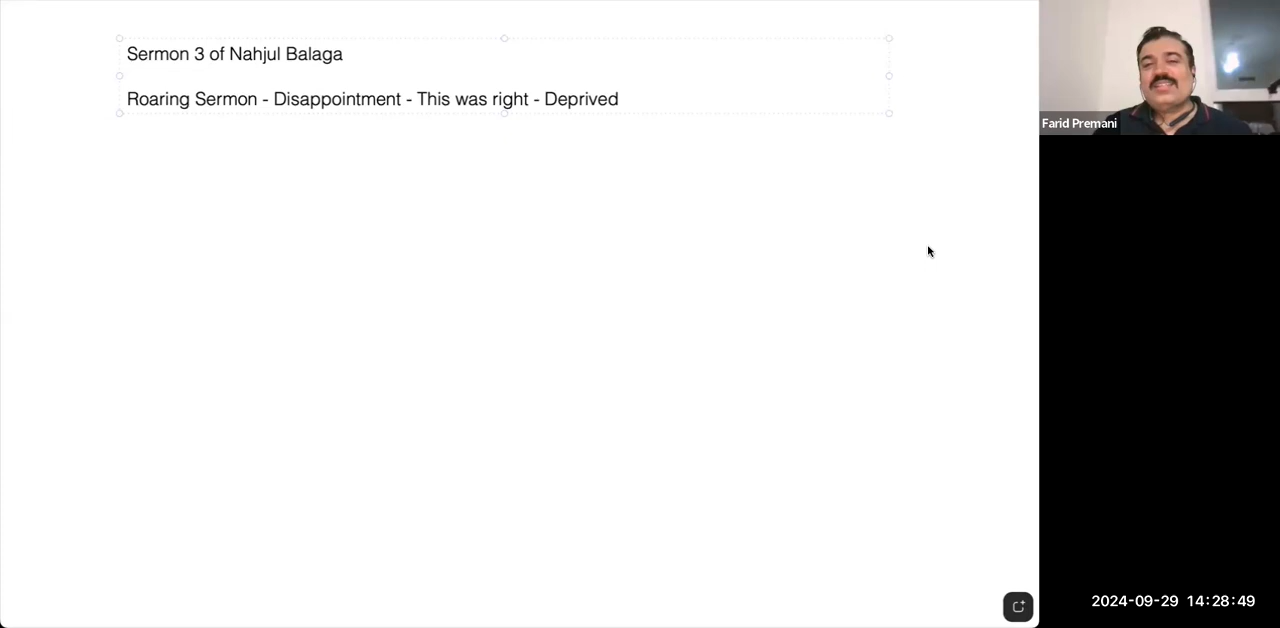 Sermon 3 of Nahjul Balaga
Roaring Sermon - Disappointment - This was right - Deprived
Farid Premani
2024-09-29 14:28:49